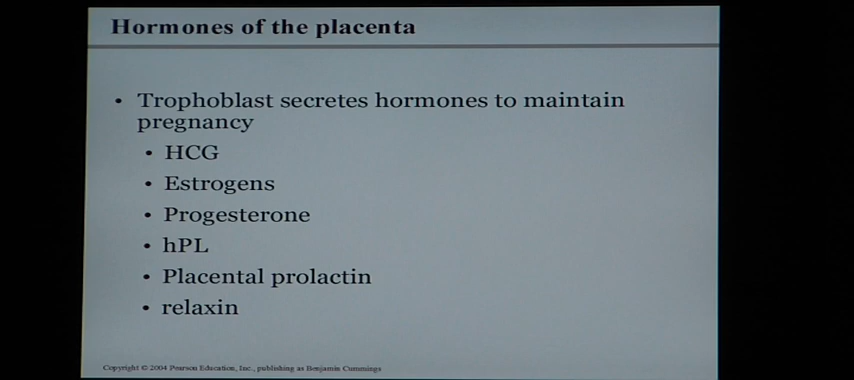 Hormones of the placenta
• Trophoblast secretes hormones to maintain
pregnancy
• HCG
• Estrogens
• Progesterone
• hPL
• Placental prolactin
• relaxin
Copyright © 2004 Pearson Education, Inc., publishing as Benjamin Cummings